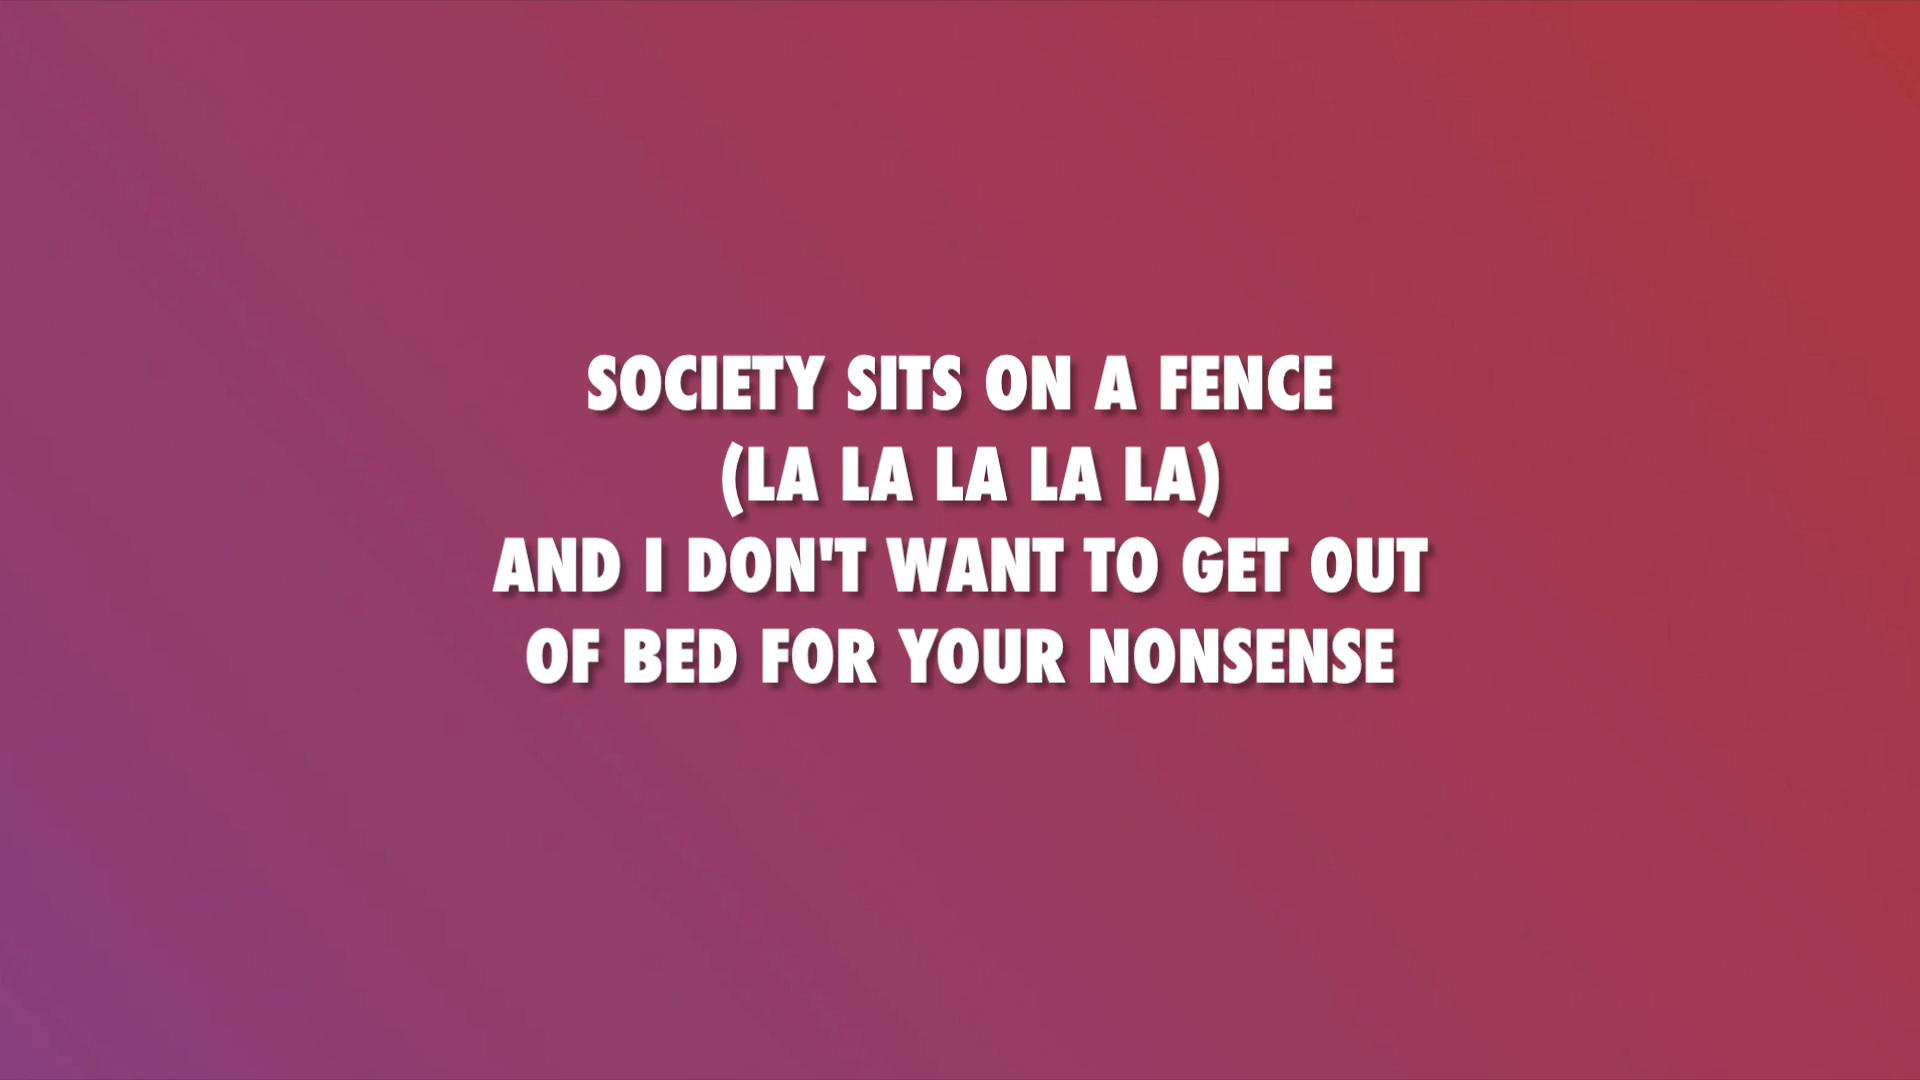 SOCIETY SITS ON A FENCE
(LA LA LA LA LA)
AND I DON'T WANT TO GET OUT
OF BED FOR YOUR NONSENSE